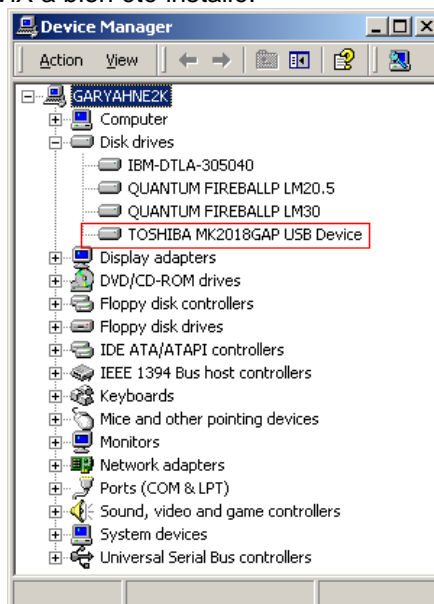 a bien été installé.
Device Manager
Action View
GARYAHNE2K
Computer
Disk drives
IBM-DTLA-305040
QUANTUM FIREBALLP LM20.5
QUANTUM FIREBALLP LM30
TOSHIBA MK2018GAP USB Device
Display adapters
DVD/CD-ROM drives
Floppy disk controllers
Floppy disk drives
IDE ATA/ATAPI controllers
IEEE 1394 Bus host controllers
Keyboards
Mice and other pointing devices
Monitors
Network adapters
Ports (COM & LPT)
Sound, video and game controllers
System devices
Universal Serial Bus controllers